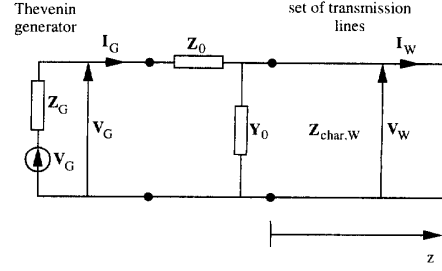 Thevenin
generator
set of transmission
lines
I_G
Z_0
I_W
Z_G
V_G
V_G
Y_0
Z_char,W
V_W
z